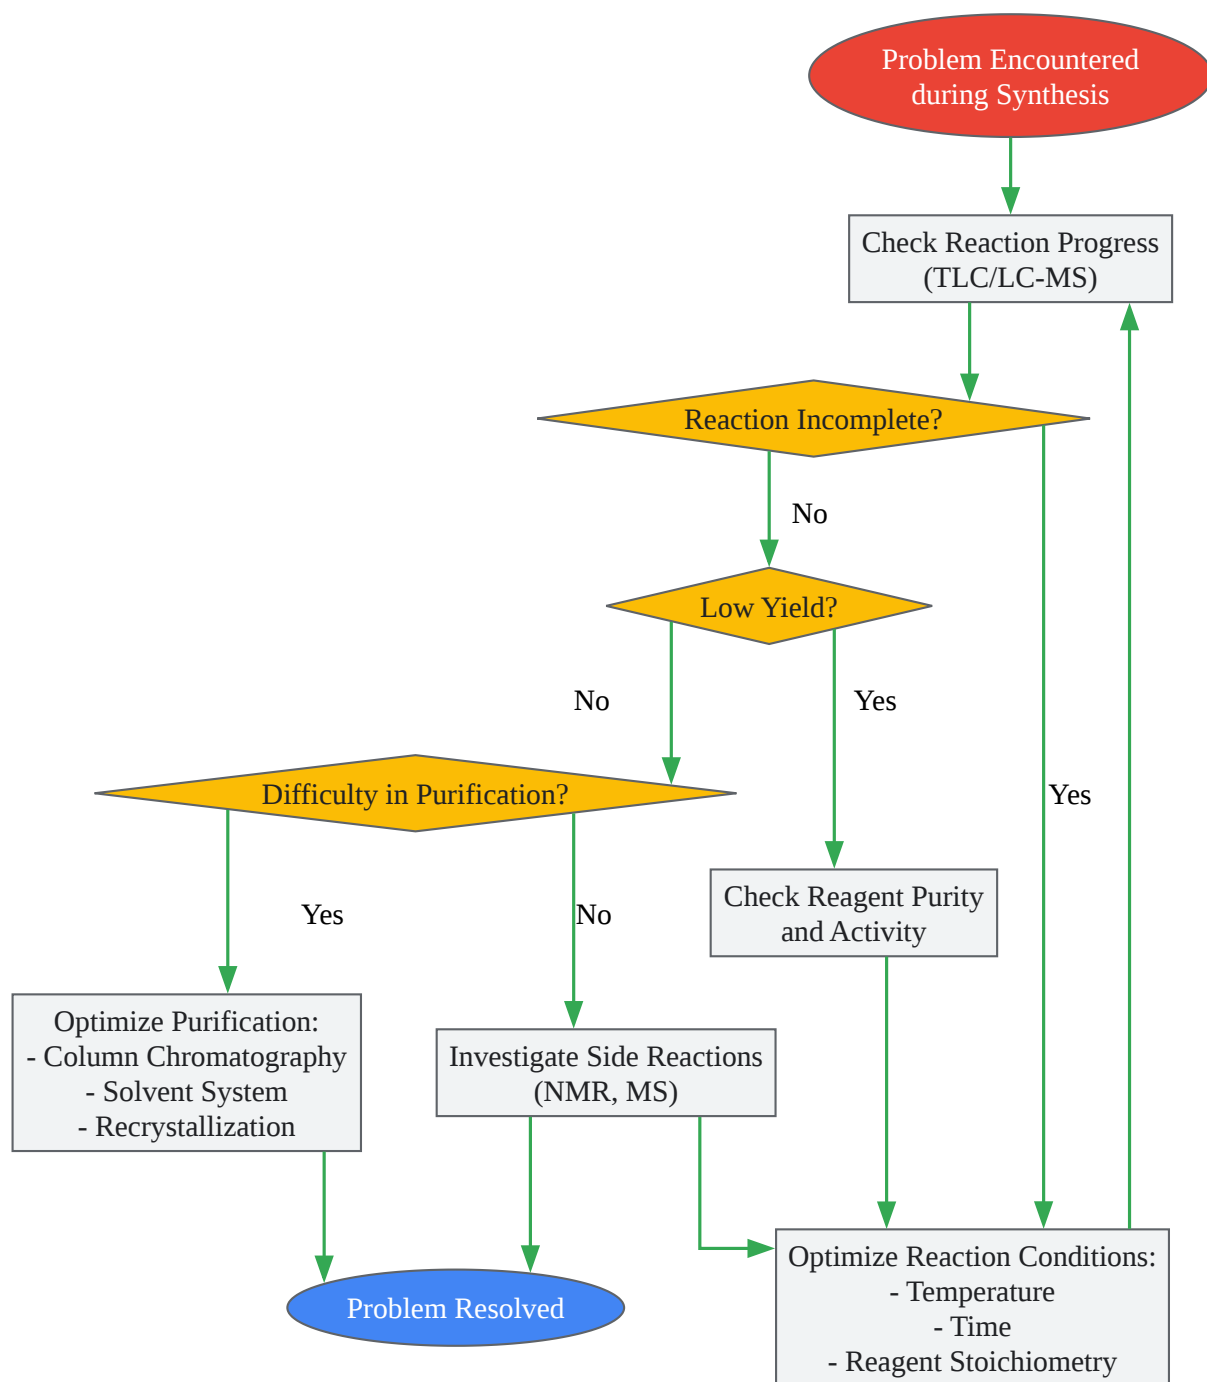 Problem Encountered
during Synthesis
Check Reaction Progress
(TLC/LC-MS)
Reaction Incomplete?
No
Low Yield?
No
Yes
Difficulty in Purification?
Yes
Yes
No
Check Reagent Purity
and Activity
Optimize Purification:
- Column Chromatography
- Solvent System
- Recrystallization
Investigate Side Reactions
(NMR, MS)
Problem Resolved
Optimize Reaction Conditions:
- Temperature
- Time
- Reagent Stoichiometry